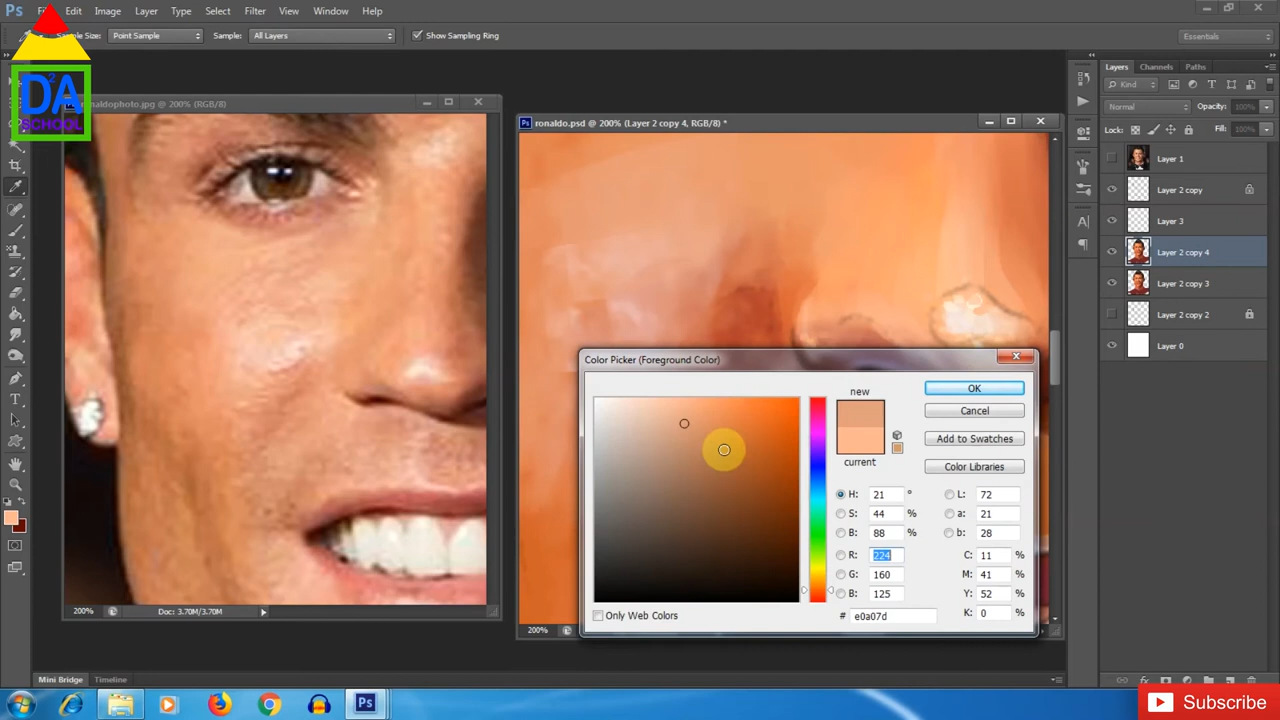 Ps
Edit Image Layer Type Select Filter View Window Help
Sample Size: Point Sample Sample: All Layers Show Sampling Ring Essentials
D²A
SCHOOL
naldophoto.jpg @ 200% (RGB/8)
Ps ronaldo.psd @ 200% (Layer 2 copy 4, RGB/8) *
Layers Channels Paths
Kind
Normal Opacity: 100%
Lock: Fill: 100%
Layer 1
Layer 2 copy
Layer 3
Layer 2 copy 4
Layer 2 copy 3
Layer 2 copy 2
Layer 0
Color Picker (Foreground Color)
new
current
OK
Cancel
Add to Swatches
Color Libraries
H: 21 ° L: 72
S: 44 % a: 21
B: 88 % b: 28
R: 224 C: 11 %
G: 160 M: 41 %
B: 125 Y: 52 %
# e0a07d K: 0 %
Only Web Colors
200% Doc: 3.70M/3.70M
200%
Mini Bridge Timeline
Ps
Subscribe